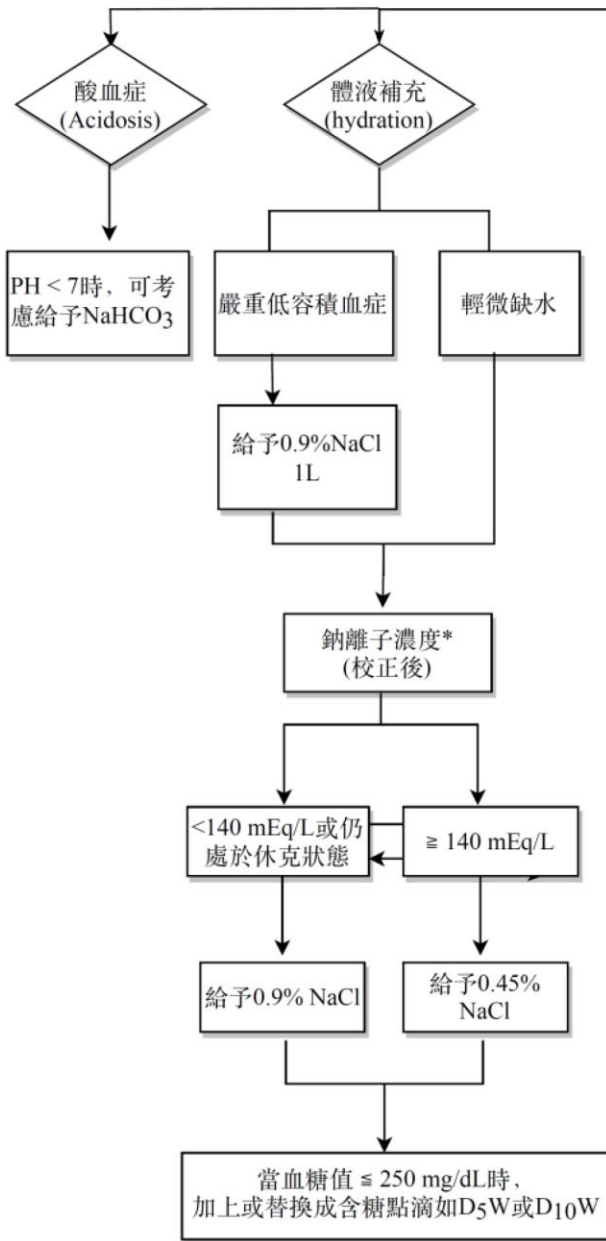 酸血症
(Acidosis)
體液補充
(hydration)
PH < 7時，可考
慮給予NaHCO3
嚴重低容積血症
輕微缺水
給予0.9%NaCl
1L
鈉離子濃度*
(校正後)
<140 mEq/L或仍
處於休克狀態
≧ 140 mEq/L
給予0.9% NaCl
給予0.45%
NaCl
當血糖值 ≦ 250 mg/dL時，
加上或替換成含糖點滴如D5W或D10W